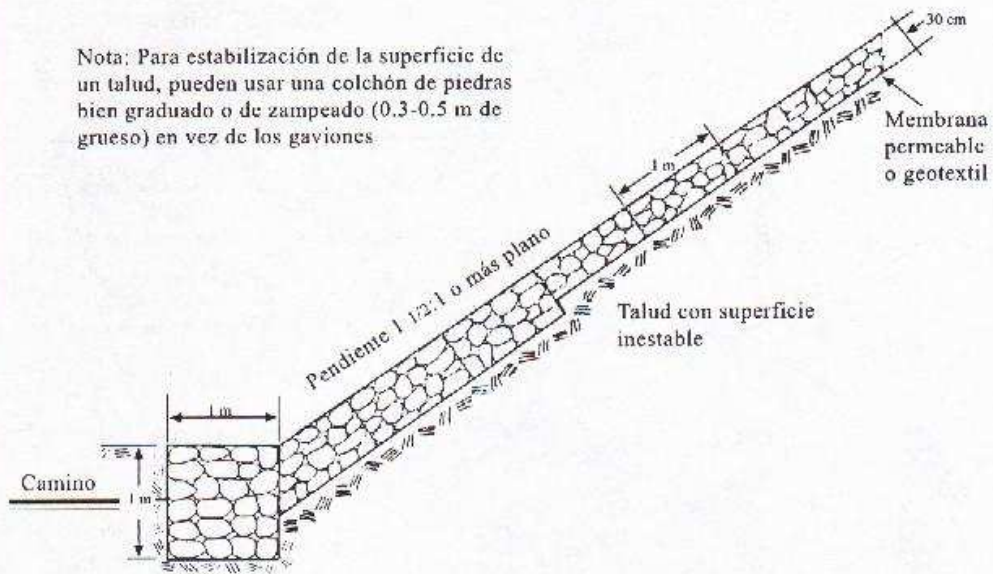 Nota: Para estabilización de la superficie de
un talud, pueden usar una colchón de piedras
bien graduado o de zampeado (0.3-0.5 m de
grueso) en vez de los gaviones
30 cm
Membrana
permeable
o geotextil
1 m
Pendiente 1 1/2:1 o más plano
Talud con superficie
inestable
1 m
Camino
1 m